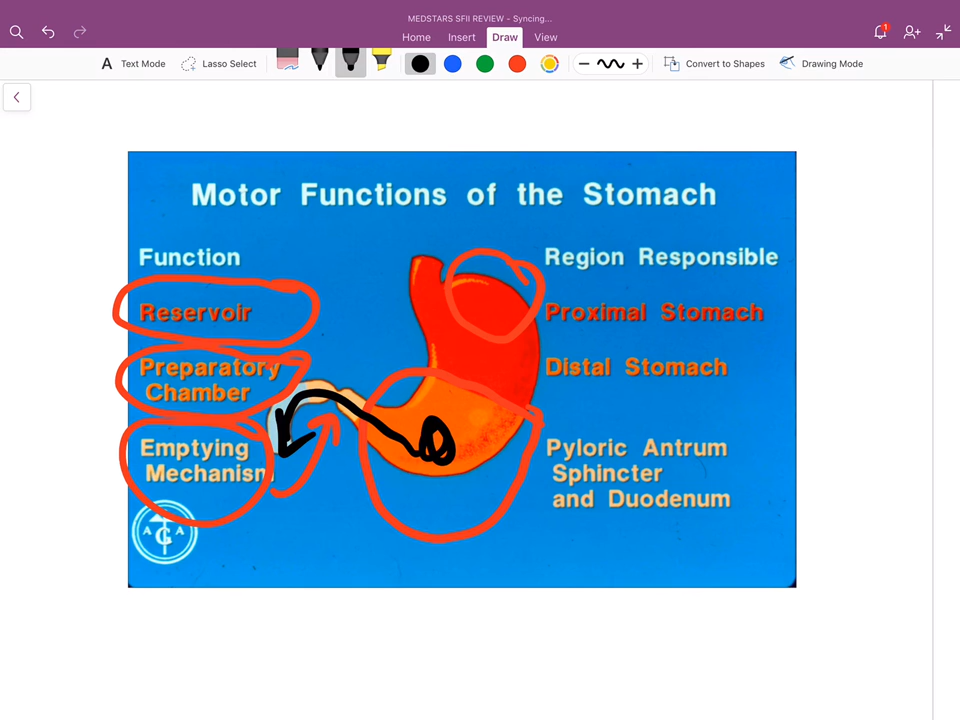 MEDSTARS SFII REVIEW - Syncing...
Home Insert Draw View
1
A Text Mode Lasso Select Convert to Shapes Drawing Mode
Motor Functions of the Stomach
Function Region Responsible
Reservoir Proximal Stomach
Preparatory Distal Stomach
Chamber
Emptying Pyloric Antrum
Mechanism Sphincter
and Duodenum
A G A